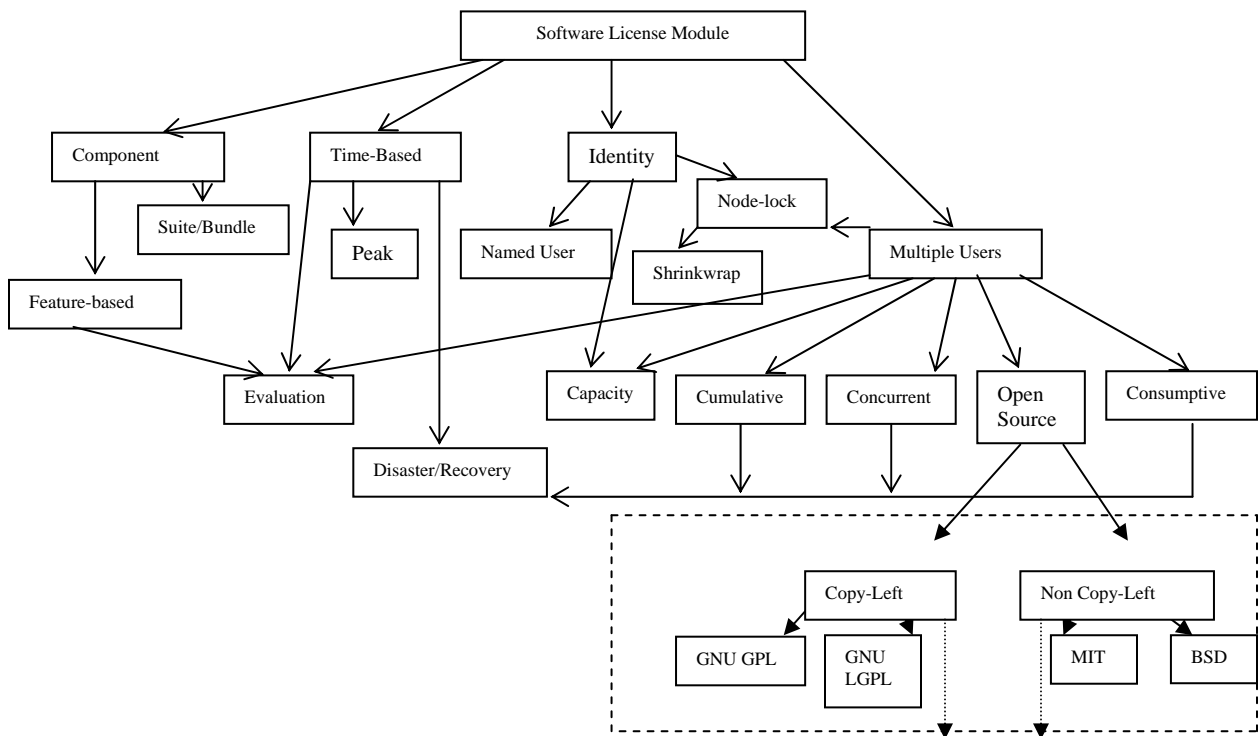 Software License Module
Component
Time-Based
Identity
Node-lock
Suite/Bundle
Peak
Named User
Multiple Users
Shrinkwrap
Feature-based
Evaluation
Capacity
Cumulative
Concurrent
Open
Source
Consumptive
Disaster/Recovery
Copy-Left
Non Copy-Left
GNU GPL
GNU
LGPL
MIT
BSD